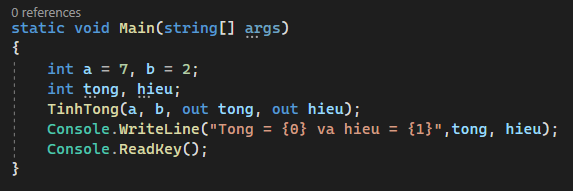 0 references
static void Main(string[] args)
{
int a = 7, b = 2;
int tong, hieu;
TinhTong(a, b, out tong, out hieu);
Console.WriteLine("Tong = {0} va hieu = {1}",tong, hieu);
Console.ReadKey();
}